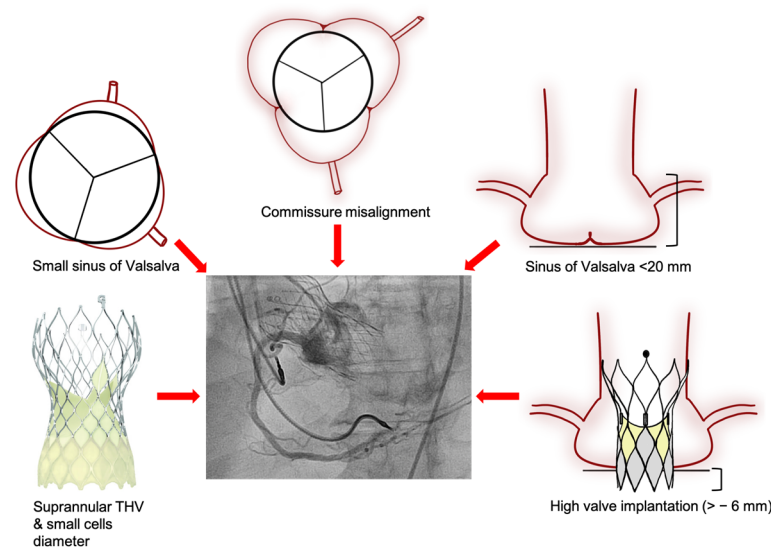 Commissure misalignment
Small sinus of Valsalva
Sinus of Valsalva <20 mm
Suprannular THV
& small cells
diameter
High valve implantation (> − 6 mm)